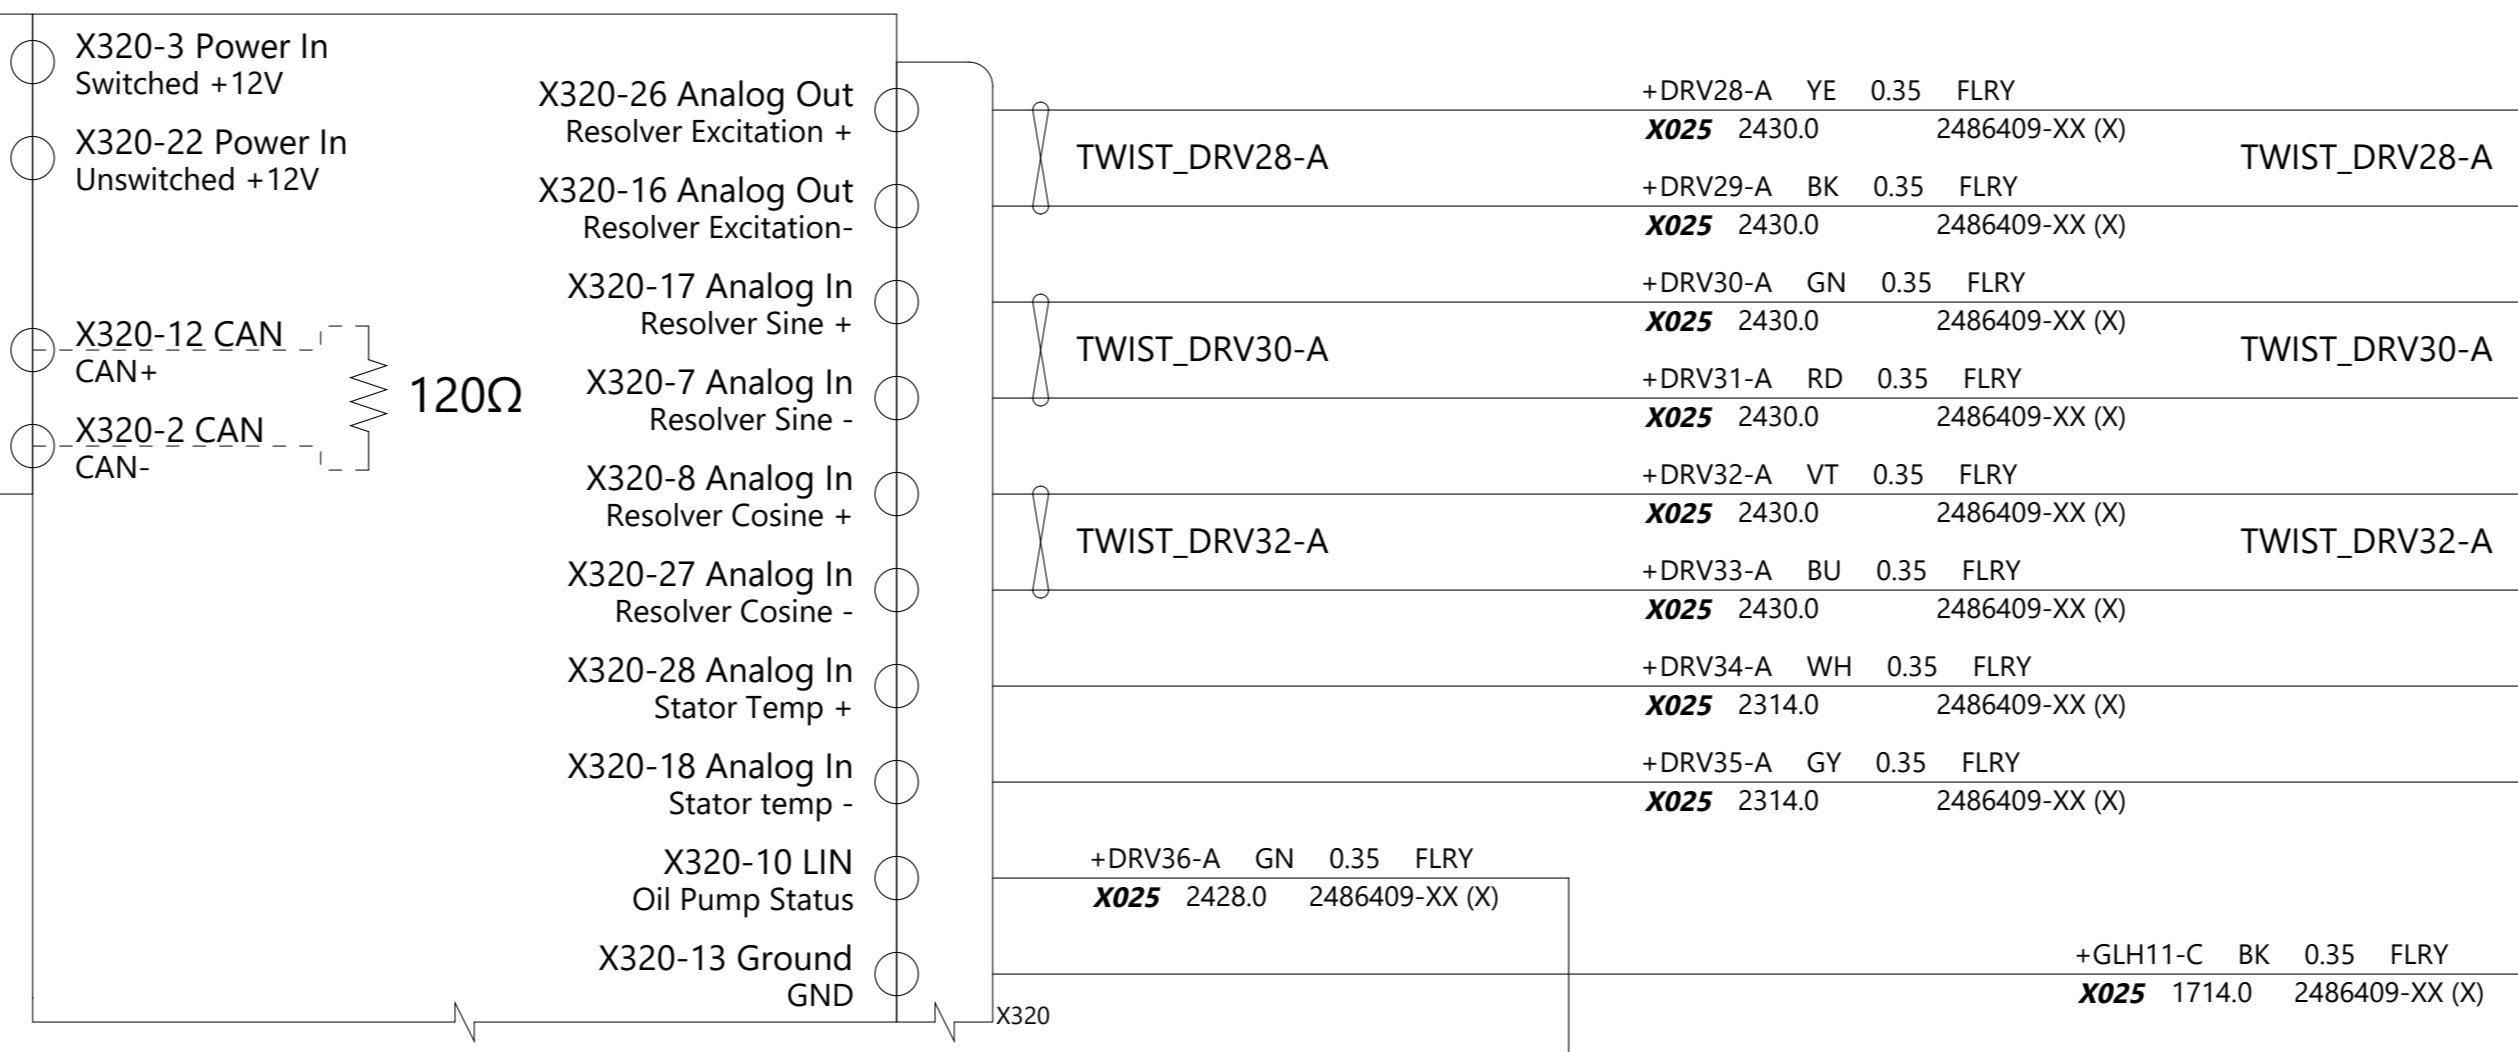 X320-3 Power In
Switched +12V
X320-22 Power In
Unswitched +12V
X320-12 CAN
CAN+
X320-2 CAN
CAN-
120Ω
X320-26 Analog Out
Resolver Excitation +
X320-16 Analog Out
Resolver Excitation-
X320-17 Analog In
Resolver Sine +
X320-7 Analog In
Resolver Sine -
X320-8 Analog In
Resolver Cosine +
X320-27 Analog In
Resolver Cosine -
X320-28 Analog In
Stator Temp +
X320-18 Analog In
Stator temp -
X320-10 LIN
Oil Pump Status
X320-13 Ground
GND
X320
TWIST_DRV28-A
TWIST_DRV30-A
TWIST_DRV32-A
+DRV28-A YE 0.35 FLRY
X025 2430.0 2486409-XX (X)
+DRV29-A BK 0.35 FLRY
X025 2430.0 2486409-XX (X)
+DRV30-A GN 0.35 FLRY
X025 2430.0 2486409-XX (X)
+DRV31-A RD 0.35 FLRY
X025 2430.0 2486409-XX (X)
+DRV32-A VT 0.35 FLRY
X025 2430.0 2486409-XX (X)
+DRV33-A BU 0.35 FLRY
X025 2430.0 2486409-XX (X)
+DRV34-A WH 0.35 FLRY
X025 2314.0 2486409-XX (X)
+DRV35-A GY 0.35 FLRY
X025 2314.0 2486409-XX (X)
+DRV36-A GN 0.35 FLRY
X025 2428.0 2486409-XX (X)
+GLH11-C BK 0.35 FLRY
X025 1714.0 2486409-XX (X)
TWIST_DRV28-A
TWIST_DRV30-A
TWIST_DRV32-A